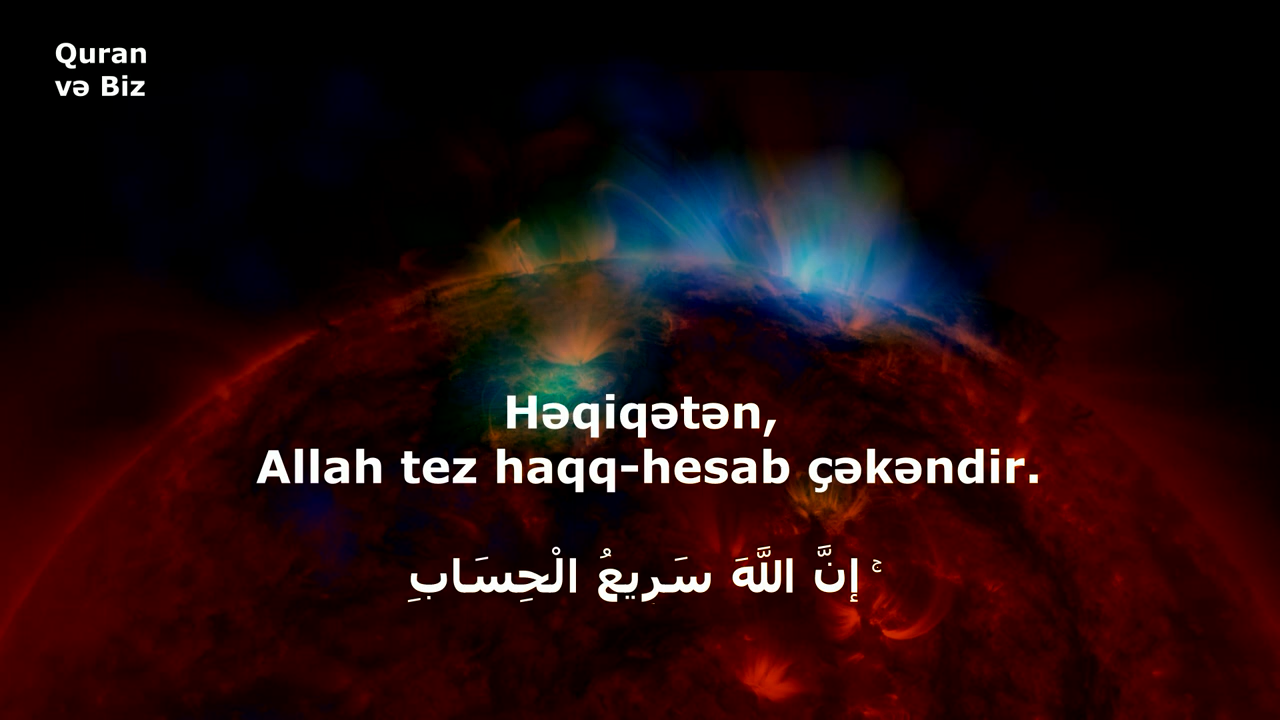 Quran
və Biz
Həqiqətən,
Allah tez haqq-hesab çəkəndir.
ۚ إِنَّ اللَّهَ سَرِيعُ الْحِسَابِ